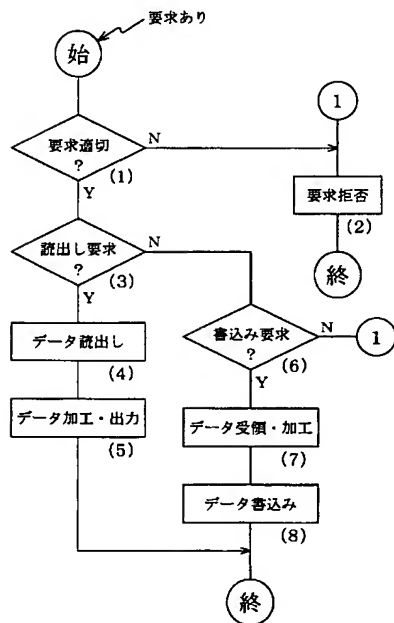 要求あり
始
1
要求適切
?
N
(1)
Y
要求拒否
(2)
終
読出し要求
?
N
(3)
Y
データ読出し
(4)
データ加工・出力
(5)
書込み要求
?
N
1
(6)
Y
データ受領・加工
(7)
データ書込み
(8)
終